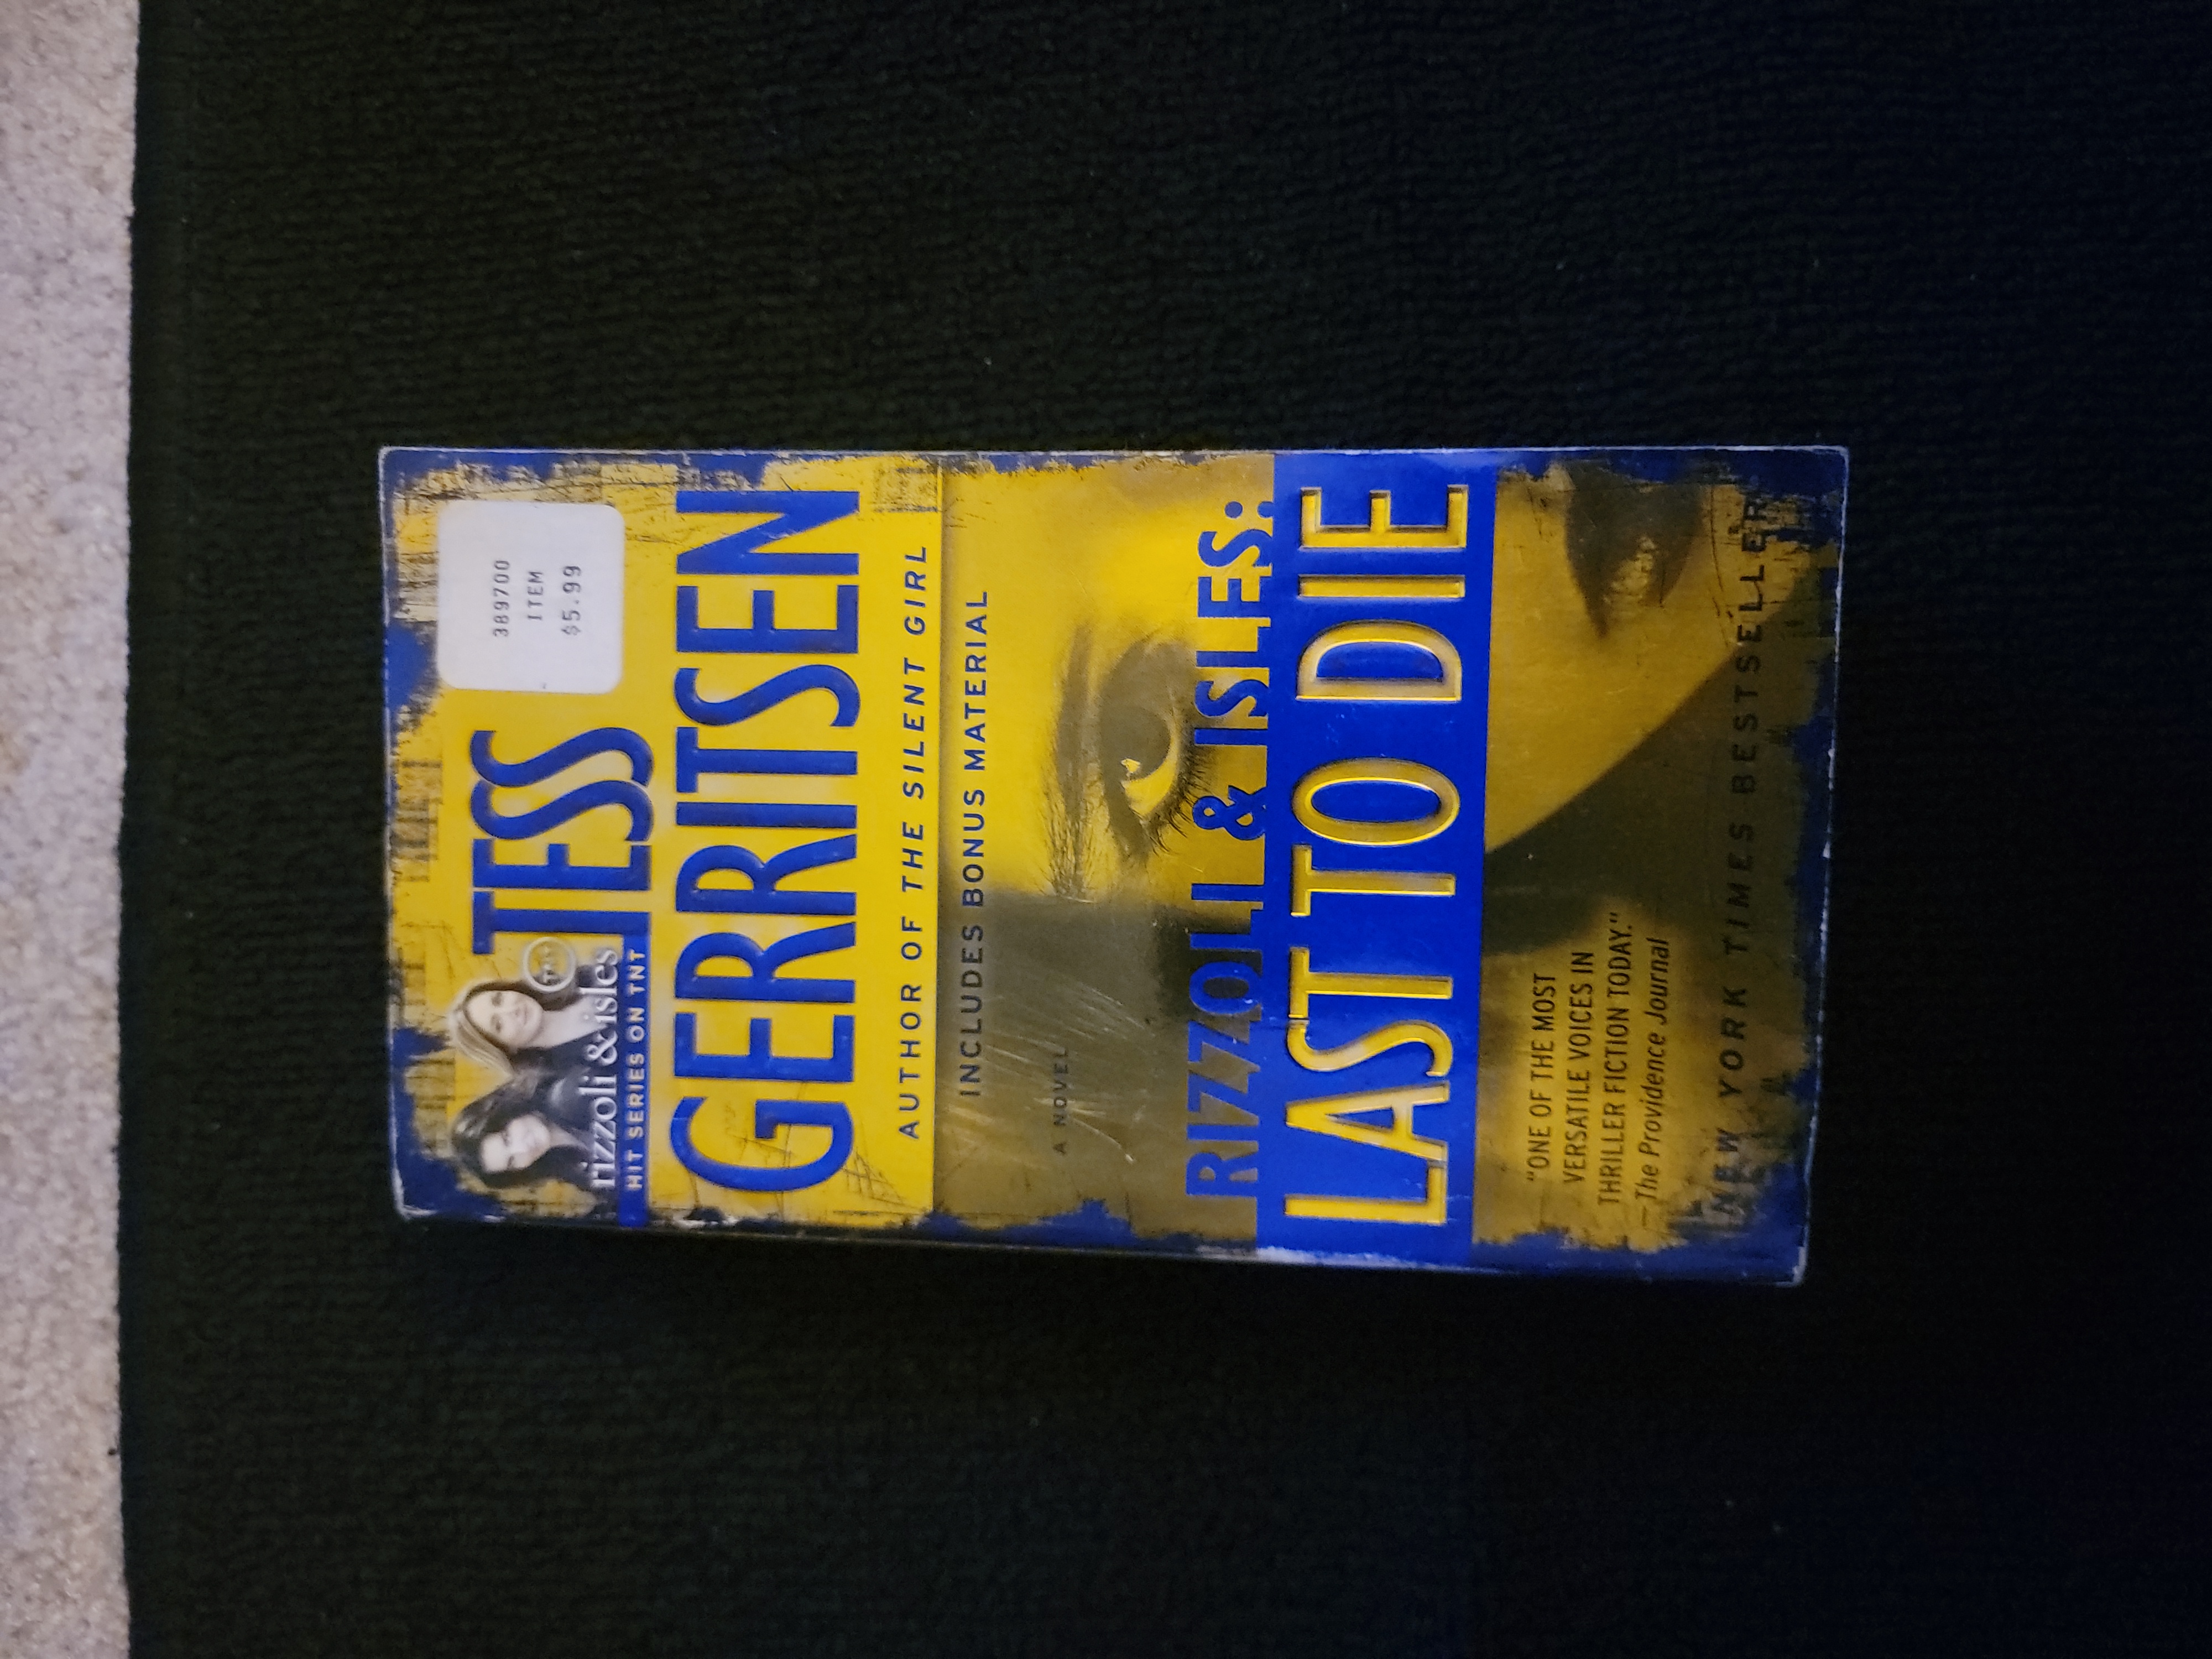 rizzoli & isles
HIT SERIES ON TNT
389700
ITEM
$5.99
TESS
GERRITSEN
AUTHOR OF THE SILENT GIRL
INCLUDES BONUS MATERIAL
A NOVEL
RIZZOLI & ISLES:
LAST TO DIE
"ONE OF THE MOST
VERSATILE VOICES IN
THRILLER FICTION TODAY."
—The Providence Journal
NEW YORK TIMES BESTSELLER